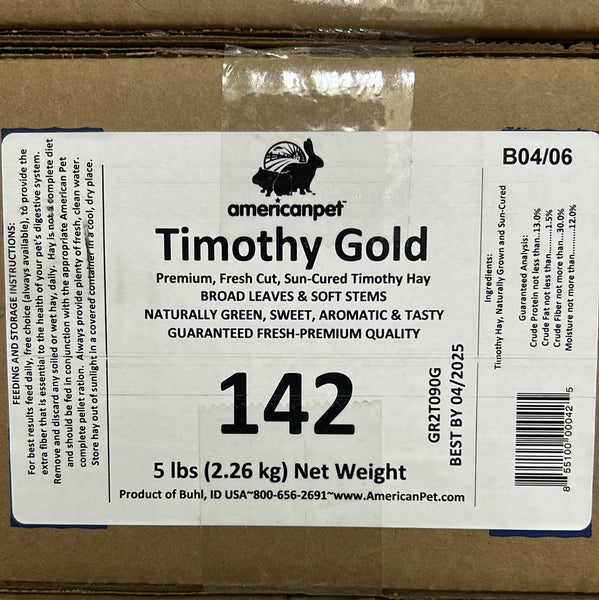 FEEDING AND STORAGE INSTRUCTIONS:
For best results feed daily, free choice (always available), to provide the
extra fiber that is essential to the health of your pet's digestive system.
Remove and discard any soiled or wet hay, daily. Hay is not a complete diet
and should be fed in conjunction with the appropriate American Pet
complete pellet ration. Always provide plenty of fresh, clean water.
Store hay out of sunlight in a covered container in a cool, dry place.
americanpet™
Timothy Gold
Premium, Fresh Cut, Sun-Cured Timothy Hay
BROAD LEAVES & SOFT STEMS
NATURALLY GREEN, SWEET, AROMATIC & TASTY
GUARANTEED FRESH-PREMIUM QUALITY
142
5 lbs (2.26 kg) Net Weight
Product of Buhl, ID USA~800-656-2691~www.AmericanPet.com
GR2T090G
BEST BY 04/2025
B04/06
Ingredients:
Timothy Hay, Naturally Grown and Sun-Cured
Guaranteed Analysis:
Crude Protein not less than...13.0%
Crude Fat not less than........1.5%
Crude Fiber not more than...30.0%
Moisture not more than.........12.0%
8 55100 00042 5